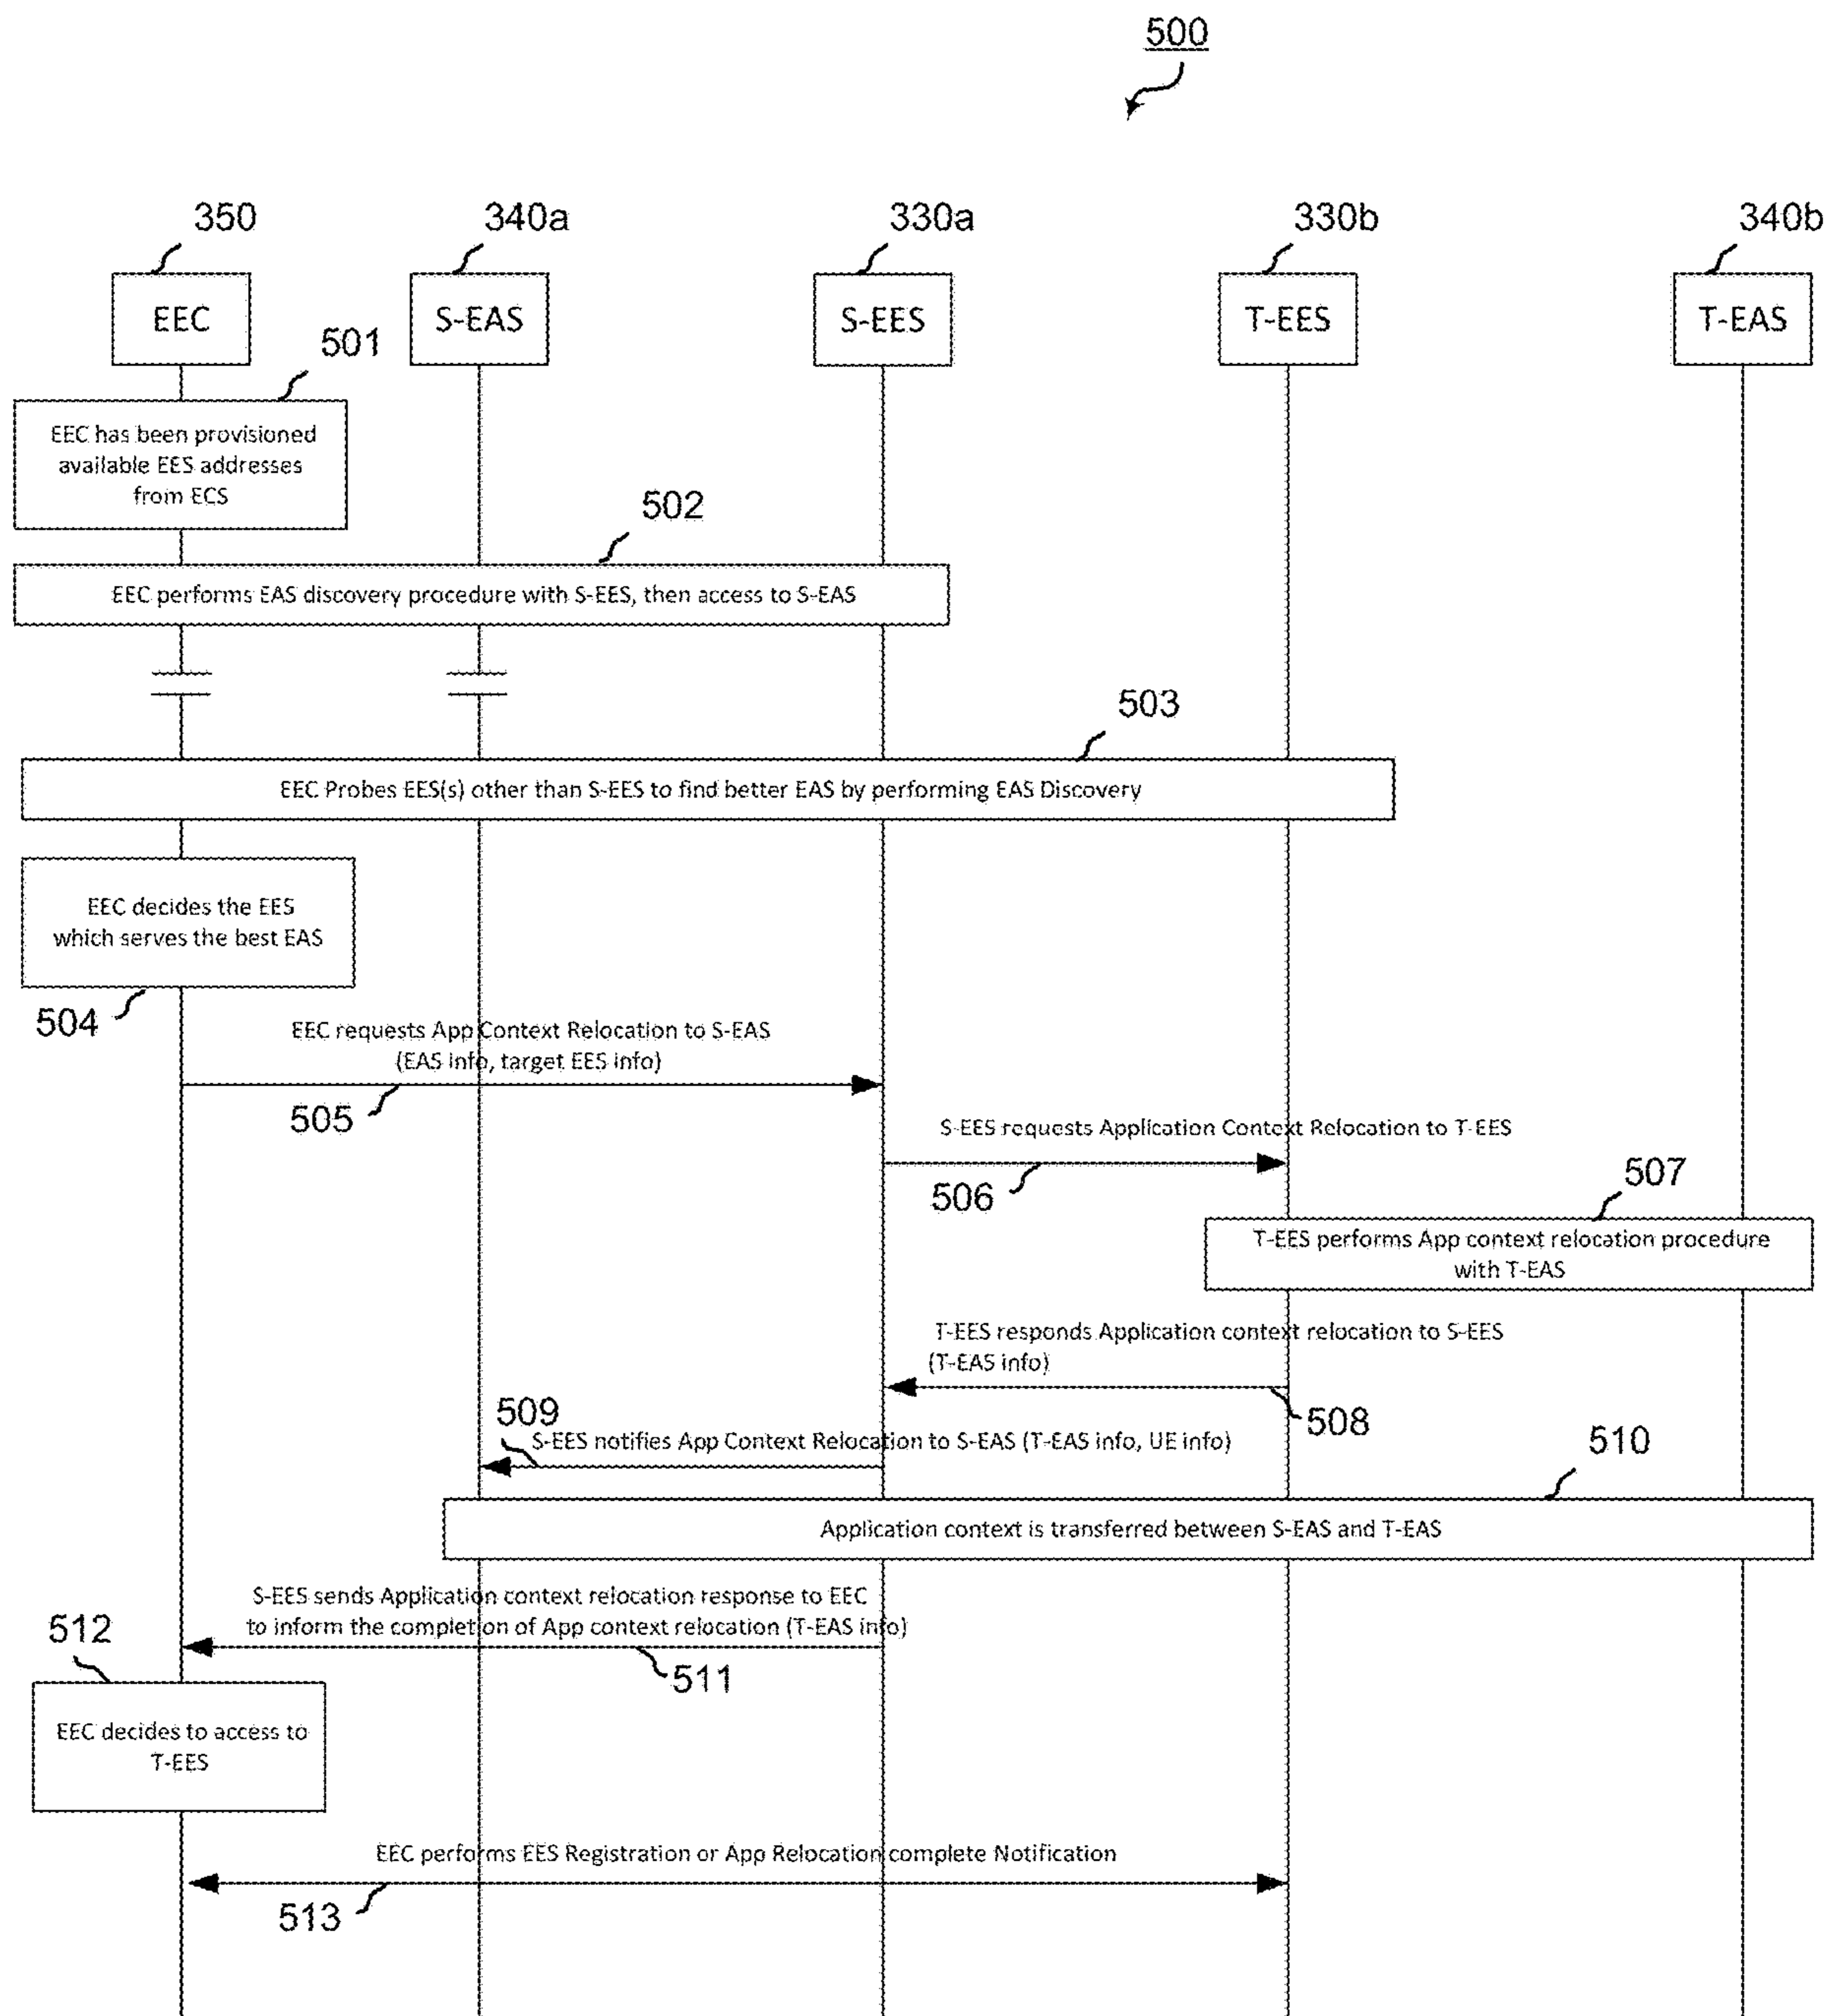 500
350
340a
330a
330b
340b
EEC
S-EAS
S-EES
T-EES
T-EAS
501
EEC has been provisioned
available EES addresses
from ECS
502
EEC performs EAS discovery procedure with S-EES, then access to S-EAS
503
EEC Probes EES(s) other than S-EES to find better EAS by performing EAS Discovery
EEC decides the EES
which serves the best EAS
504
EEC requests App Context Relocation to S-EAS
(EAS info, target EES info)
505
S-EES requests Application Context Relocation to T-EES
506
507
T-EES performs App context relocation procedure
with T-EAS
T-EES responds Application context relocation to S-EES
(T-EAS info)
508
509
S-EES notifies App Context Relocation to S-EAS (T-EAS info, UE info)
510
Application context is transferred between S-EAS and T-EAS
S-EES sends Application context relocation response to EEC
to inform the completion of App context relocation (T-EAS info)
511
512
EEC decides to access to
T-EES
EEC performs EES Registration or App Relocation complete Notification
513